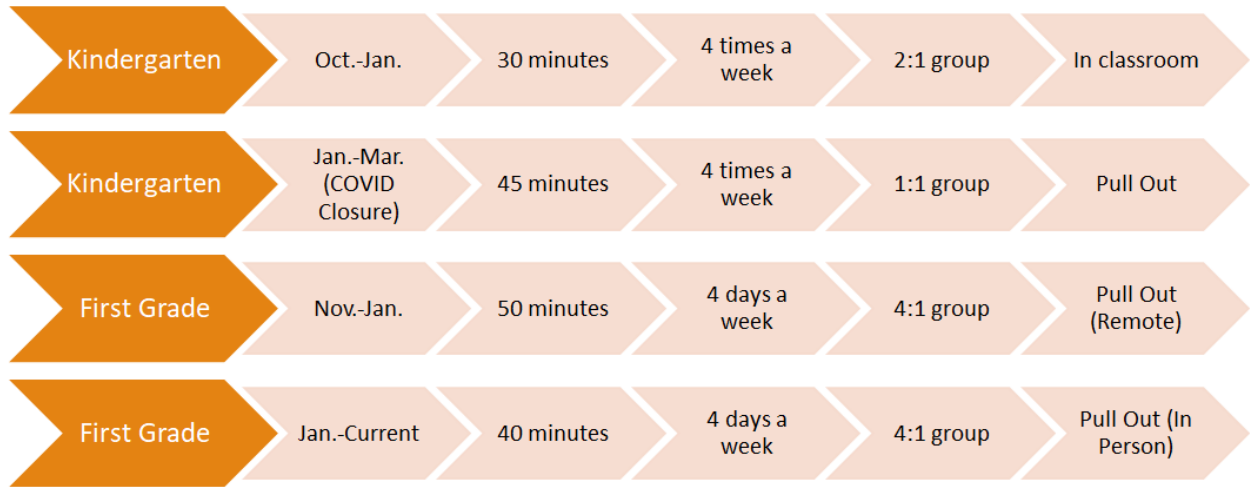 Kindergarten
Oct.-Jan.
30 minutes
4 times a
week
2:1 group
In classroom
Kindergarten
Jan.-Mar.
(COVID
Closure)
45 minutes
4 times a
week
1:1 group
Pull Out
First Grade
Nov.-Jan.
50 minutes
4 days a
week
4:1 group
Pull Out
(Remote)
First Grade
Jan.-Current
40 minutes
4 days a
week
4:1 group
Pull Out (In
Person)